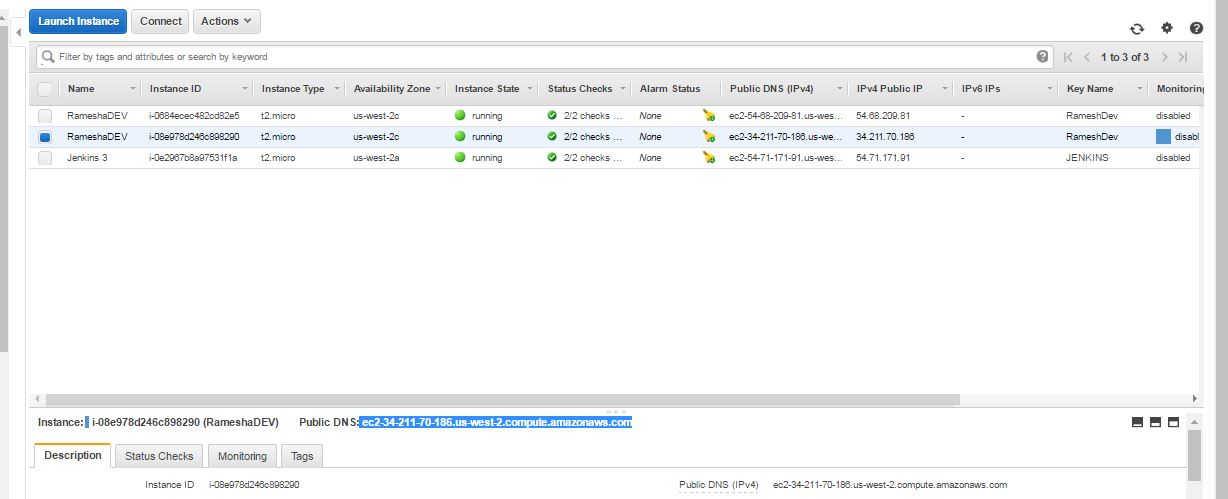 Launch Instance Connect Actions
Filter by tags and attributes or search by keyword 1 to 3 of 3
Name Instance ID Instance Type Availability Zone Instance State Status Checks Alarm Status Public DNS (IPv4) IPv4 Public IP IPv6 IPs Key Name Monitoring
RameshaDEV i-0684ecec482cd82e5 t2.micro us-west-2c running 2/2 checks ... None ec2-54-68-209-81.us-wes... 54.68.209.81 - RameshDev disabled
RameshaDEV i-08e978d246c898290 t2.micro us-west-2c running 2/2 checks ... None ec2-34-211-70-186.us-wes... 34.211.70.186 - RameshDev disabl
Jenkins 3 i-0e2967b8a97531f1a t2.micro us-west-2a running 2/2 checks ... None ec2-54-71-171-91.us-wes... 54.71.171.91 - JENKINS disabled
Instance: i-08e978d246c898290 (RameshaDEV) Public DNS: ec2-34-211-70-186.us-west-2.compute.amazonaws.com
Description Status Checks Monitoring Tags
Instance ID i-08e978d246c898290 Public DNS (IPv4) ec2-34-211-70-186.us-west-2.compute.amazonaws.com